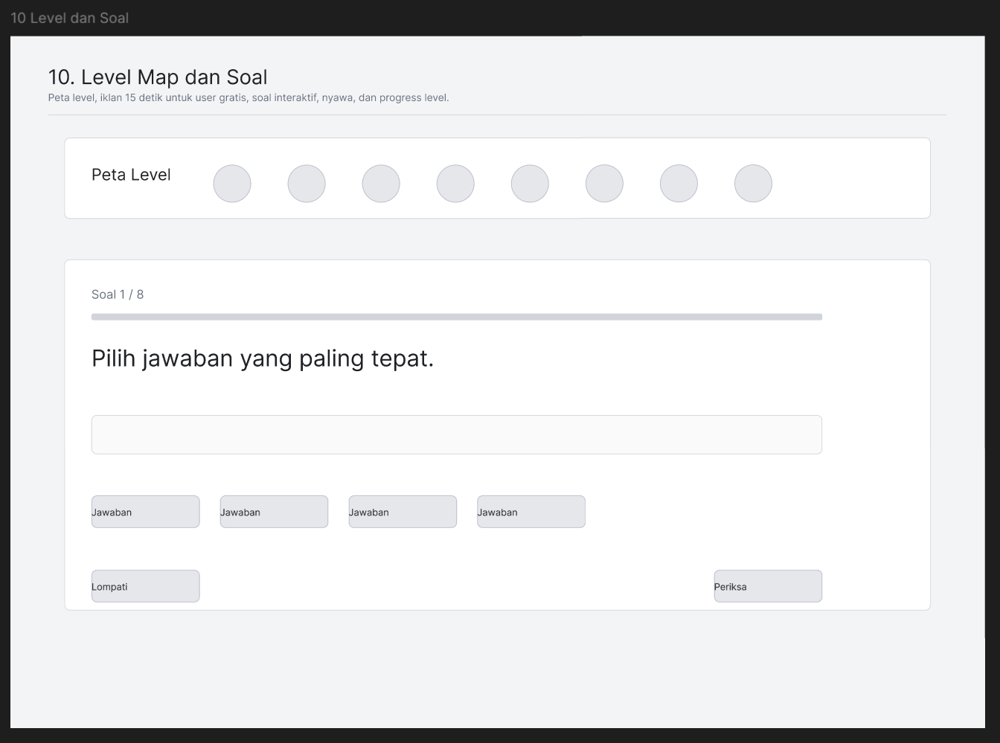 10 Level dan Soal
10. Level Map dan Soal
Peta level, iklan 15 detik untuk user gratis, soal interaktif, nyawa, dan progress level.
Peta Level
Soal 1 / 8
Pilih jawaban yang paling tepat.
Jawaban Jawaban Jawaban Jawaban
Lompati Periksa